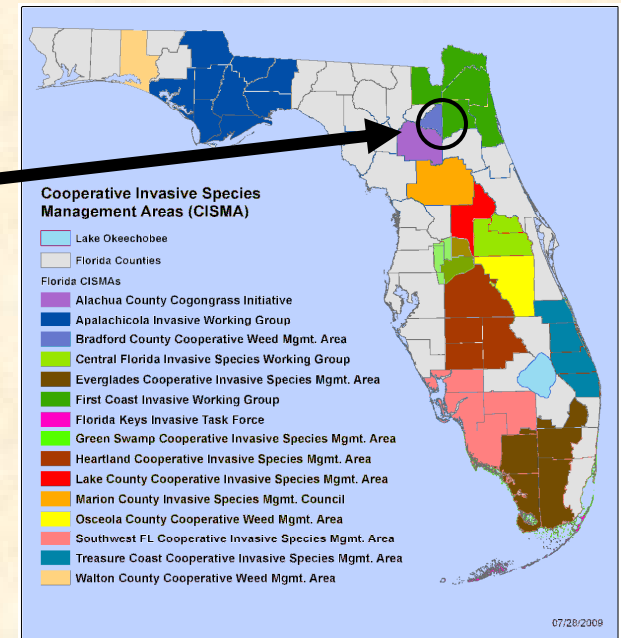 Cooperative Invasive Species
Management Areas (CISMA)
Lake Okeechobee
Florida Counties
Florida CISMAs
Alachua County Cogongrass Initiative
Apalachicola Invasive Working Group
Bradford County Cooperative Weed Mgmt. Area
Central Florida Invasive Species Working Group
Everglades Cooperative Invasive Species Mgmt. Area
First Coast Invasive Working Group
Florida Keys Invasive Task Force
Green Swamp Cooperative Invasive Species Mgmt. Area
Heartland Cooperative Invasive Species Mgmt. Area
Lake County Cooperative Invasive Species Mgmt. Area
Marion County Invasive Species Mgmt. Council
Osceola County Cooperative Weed Mgmt. Area
Southwest FL Cooperative Invasive Species Mgmt. Area
Treasure Coast Cooperative Invasive Species Mgmt. Area
Walton County Cooperative Weed Mgmt. Area
07/28/2009